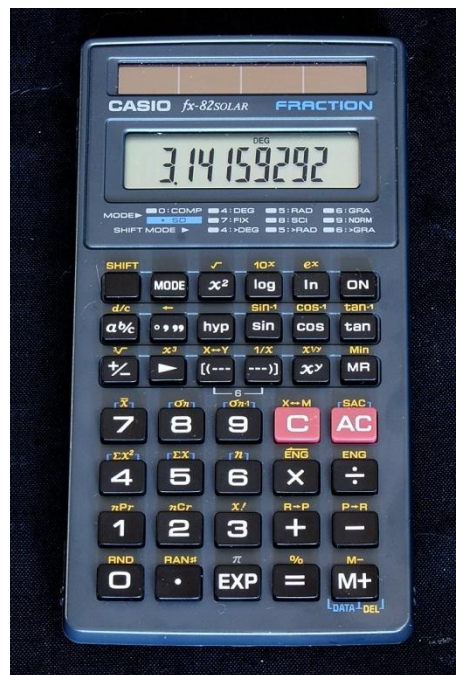 CASIO fx-82SOLAR FRACTION
DEG
3.14159292
MODE► 0:COMP 4:DEG 5:RAD 6:GRA
· SD 7:FIX 8:SCI 9:NORM
SHIFT MODE ► 4:>DEG 5:>RAD 6:>GRA
SHIFT √ 10ˣ eˣ
MODE x² log ln ON
d/c ← sin⁻¹ cos⁻¹ tan⁻¹
a b/c °,,, hyp sin cos tan
³√ x³ X↔Y 1/x x¹/ʸ Min
+/− ► [(--- ---)] xʸ MR
6
x̄ σn σn-1 X↔M SAC
7 8 9 C AC
Σx² Σx n ENG ENG
4 5 6 × ÷
nPr nCr x! R→P P→R
1 2 3 + −
RND RAN# π % M−
0 · EXP = M+
DATA DEL